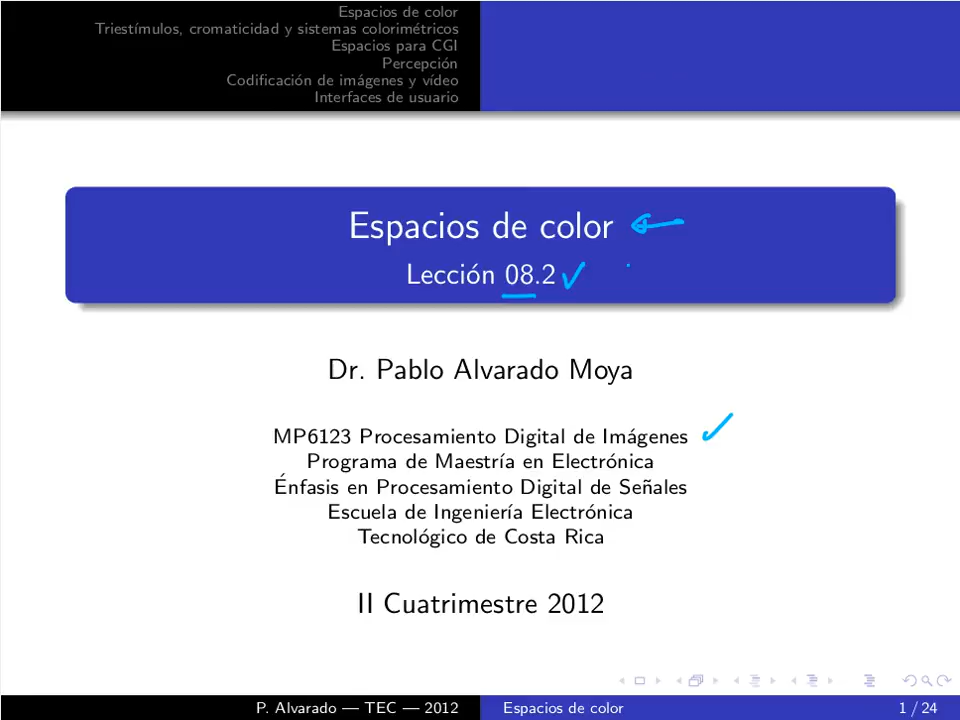 Espacios de color
Triestímulos, cromaticidad y sistemas colorimétricos
Espacios para CGI
Percepción
Codificación de imágenes y vídeo
Interfaces de usuario
Espacios de color
Lección 08.2
Dr. Pablo Alvarado Moya
MP6123 Procesamiento Digital de Imágenes
Programa de Maestría en Electrónica
Énfasis en Procesamiento Digital de Señales
Escuela de Ingeniería Electrónica
Tecnológico de Costa Rica
II Cuatrimestre 2012
P. Alvarado — TEC — 2012
Espacios de color
1 / 24